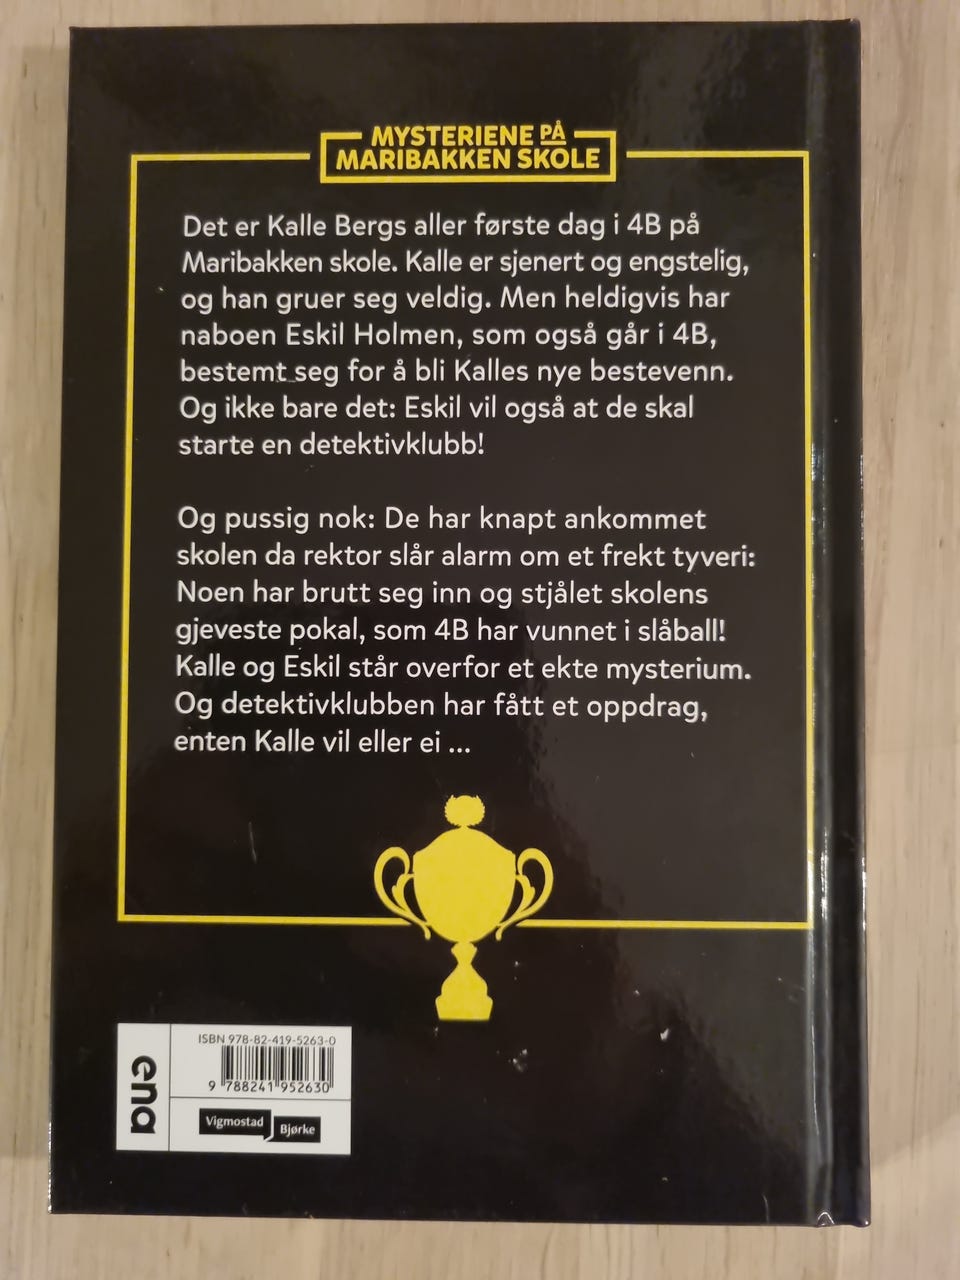 MYSTERIENE PÅ
MARIBAKKEN SKOLE
Det er Kalle Bergs aller første dag i 4B på
Maribakken skole. Kalle er sjenert og engstelig,
og han gruer seg veldig. Men heldigvis har
naboen Eskil Holmen, som også går i 4B,
bestemt seg for å bli Kalles nye bestevenn.
Og ikke bare det: Eskil vil også at de skal
starte en detektivklubb!
Og pussig nok: De har knapt ankommet
skolen da rektor slår alarm om et frekt tyveri:
Noen har brutt seg inn og stjålet skolens
gjeveste pokal, som 4B har vunnet i slåball!
Kalle og Eskil står overfor et ekte mysterium.
Og detektivklubben har fått et oppdrag,
enten Kalle vil eller ei ...
ena
ISBN 978-82-419-5263-0
9 788241 952630
Vigmostad
Bjørke